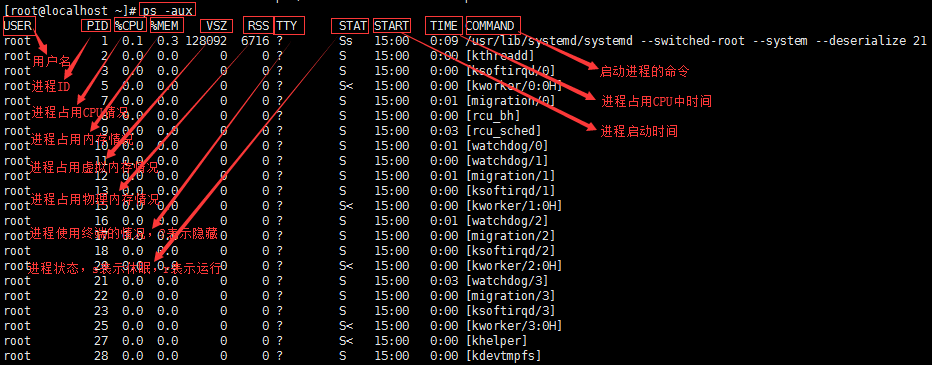 [root@localhost ~]# ps -aux
USER PID %CPU %MEM VSZ RSS TTY STAT START TIME COMMAND
root 1 0.1 0.3 128092 6716 ? Ss 15:00 0:09 /usr/lib/systemd/systemd --switched-root --system --deserialize 21
root 2 0.0 0.0 0 0 ? S 15:00 0:00 [kthreadd]
root 3 0.0 0.0 0 0 ? S 15:00 0:00 [ksoftirqd/0]
root 5 0.0 0.0 0 0 ? S< 15:00 0:00 [kworker/0:0H]
root 7 0.0 0.0 0 0 ? S 15:00 0:01 [migration/0]
root 8 0.0 0.0 0 0 ? S 15:00 0:00 [rcu_bh]
root 9 0.0 0.0 0 0 ? S 15:00 0:03 [rcu_sched]
root 10 0.0 0.0 0 0 ? S 15:00 0:01 [watchdog/0]
root 11 0.0 0.0 0 0 ? S 15:00 0:00 [watchdog/1]
root 12 0.0 0.0 0 0 ? S 15:00 0:01 [migration/1]
root 13 0.0 0.0 0 0 ? S 15:00 0:00 [ksoftirqd/1]
root 15 0.0 0.0 0 0 ? S< 15:00 0:00 [kworker/1:0H]
root 16 0.0 0.0 0 0 ? S 15:00 0:01 [watchdog/2]
root 17 0.0 0.0 0 0 ? S 15:00 0:00 [migration/2]
root 18 0.0 0.0 0 0 ? S 15:00 0:00 [ksoftirqd/2]
root 20 0.0 0.0 0 0 ? S< 15:00 0:00 [kworker/2:0H]
root 21 0.0 0.0 0 0 ? S 15:00 0:03 [watchdog/3]
root 22 0.0 0.0 0 0 ? S 15:00 0:00 [migration/3]
root 23 0.0 0.0 0 0 ? S 15:00 0:00 [ksoftirqd/3]
root 25 0.0 0.0 0 0 ? S< 15:00 0:00 [kworker/3:0H]
root 27 0.0 0.0 0 0 ? S< 15:00 0:00 [khelper]
root 28 0.0 0.0 0 0 ? S 15:00 0:00 [kdevtmpfs]
用户名
进程ID
进程占用CPU情况
进程占用内存情况
进程占用虚拟内存情况
进程占用物理内存情况
进程使用终端的情况，?表示隐藏
进程状态，s表示休眠，r表示运行
启动进程的命令
进程占用CPU中时间
进程启动时间